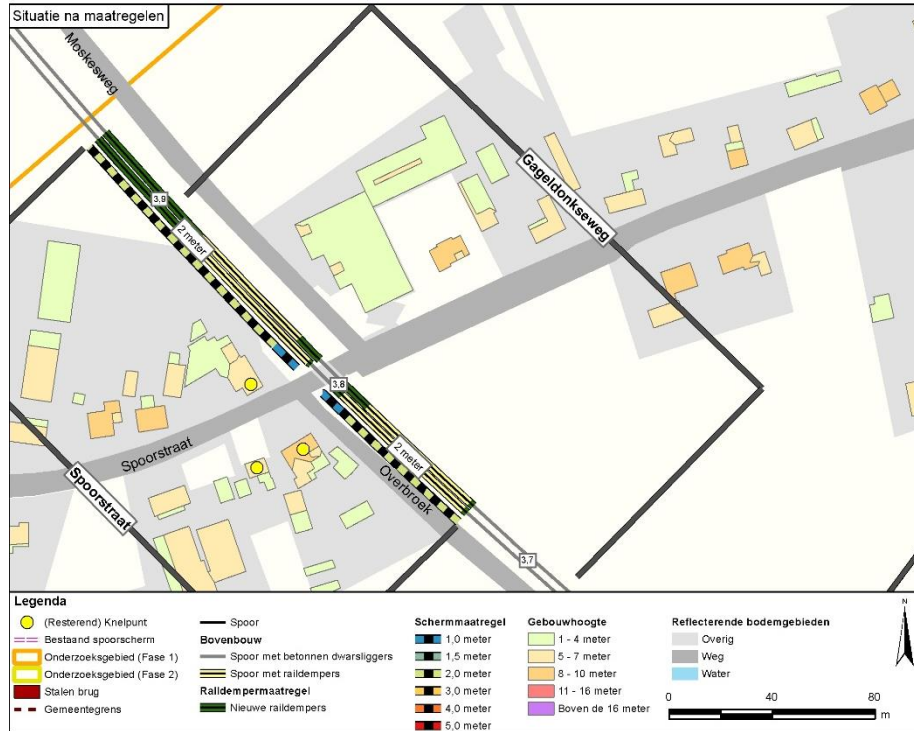 Situatie na maatregelen
Moskesweg
3,9
2 meter
Gageldonkseweg
3,8
2 meter
Spoorstraat
Overbroek
Spoorstraat
3,7
Legenda
(Resterend) Knelpunt
Bestaand spoorscherm
Onderzoeksgebied (Fase 1)
Onderzoeksgebied (Fase 2)
Stalen brug
Gemeentegrens
Spoor
Bovenbouw
Spoor met betonnen dwarsliggers
Spoor met raildempers
Raildempermaatregel
Nieuwe raildempers
Schermmaatregel
1,0 meter
1,5 meter
2,0 meter
3,0 meter
4,0 meter
5,0 meter
Gebouwhoogte
1 - 4 meter
5 - 7 meter
8 - 10 meter
11 - 16 meter
Boven de 16 meter
Reflecterende bodemgebieden
Overig
Weg
Water
N
0 40 80
m